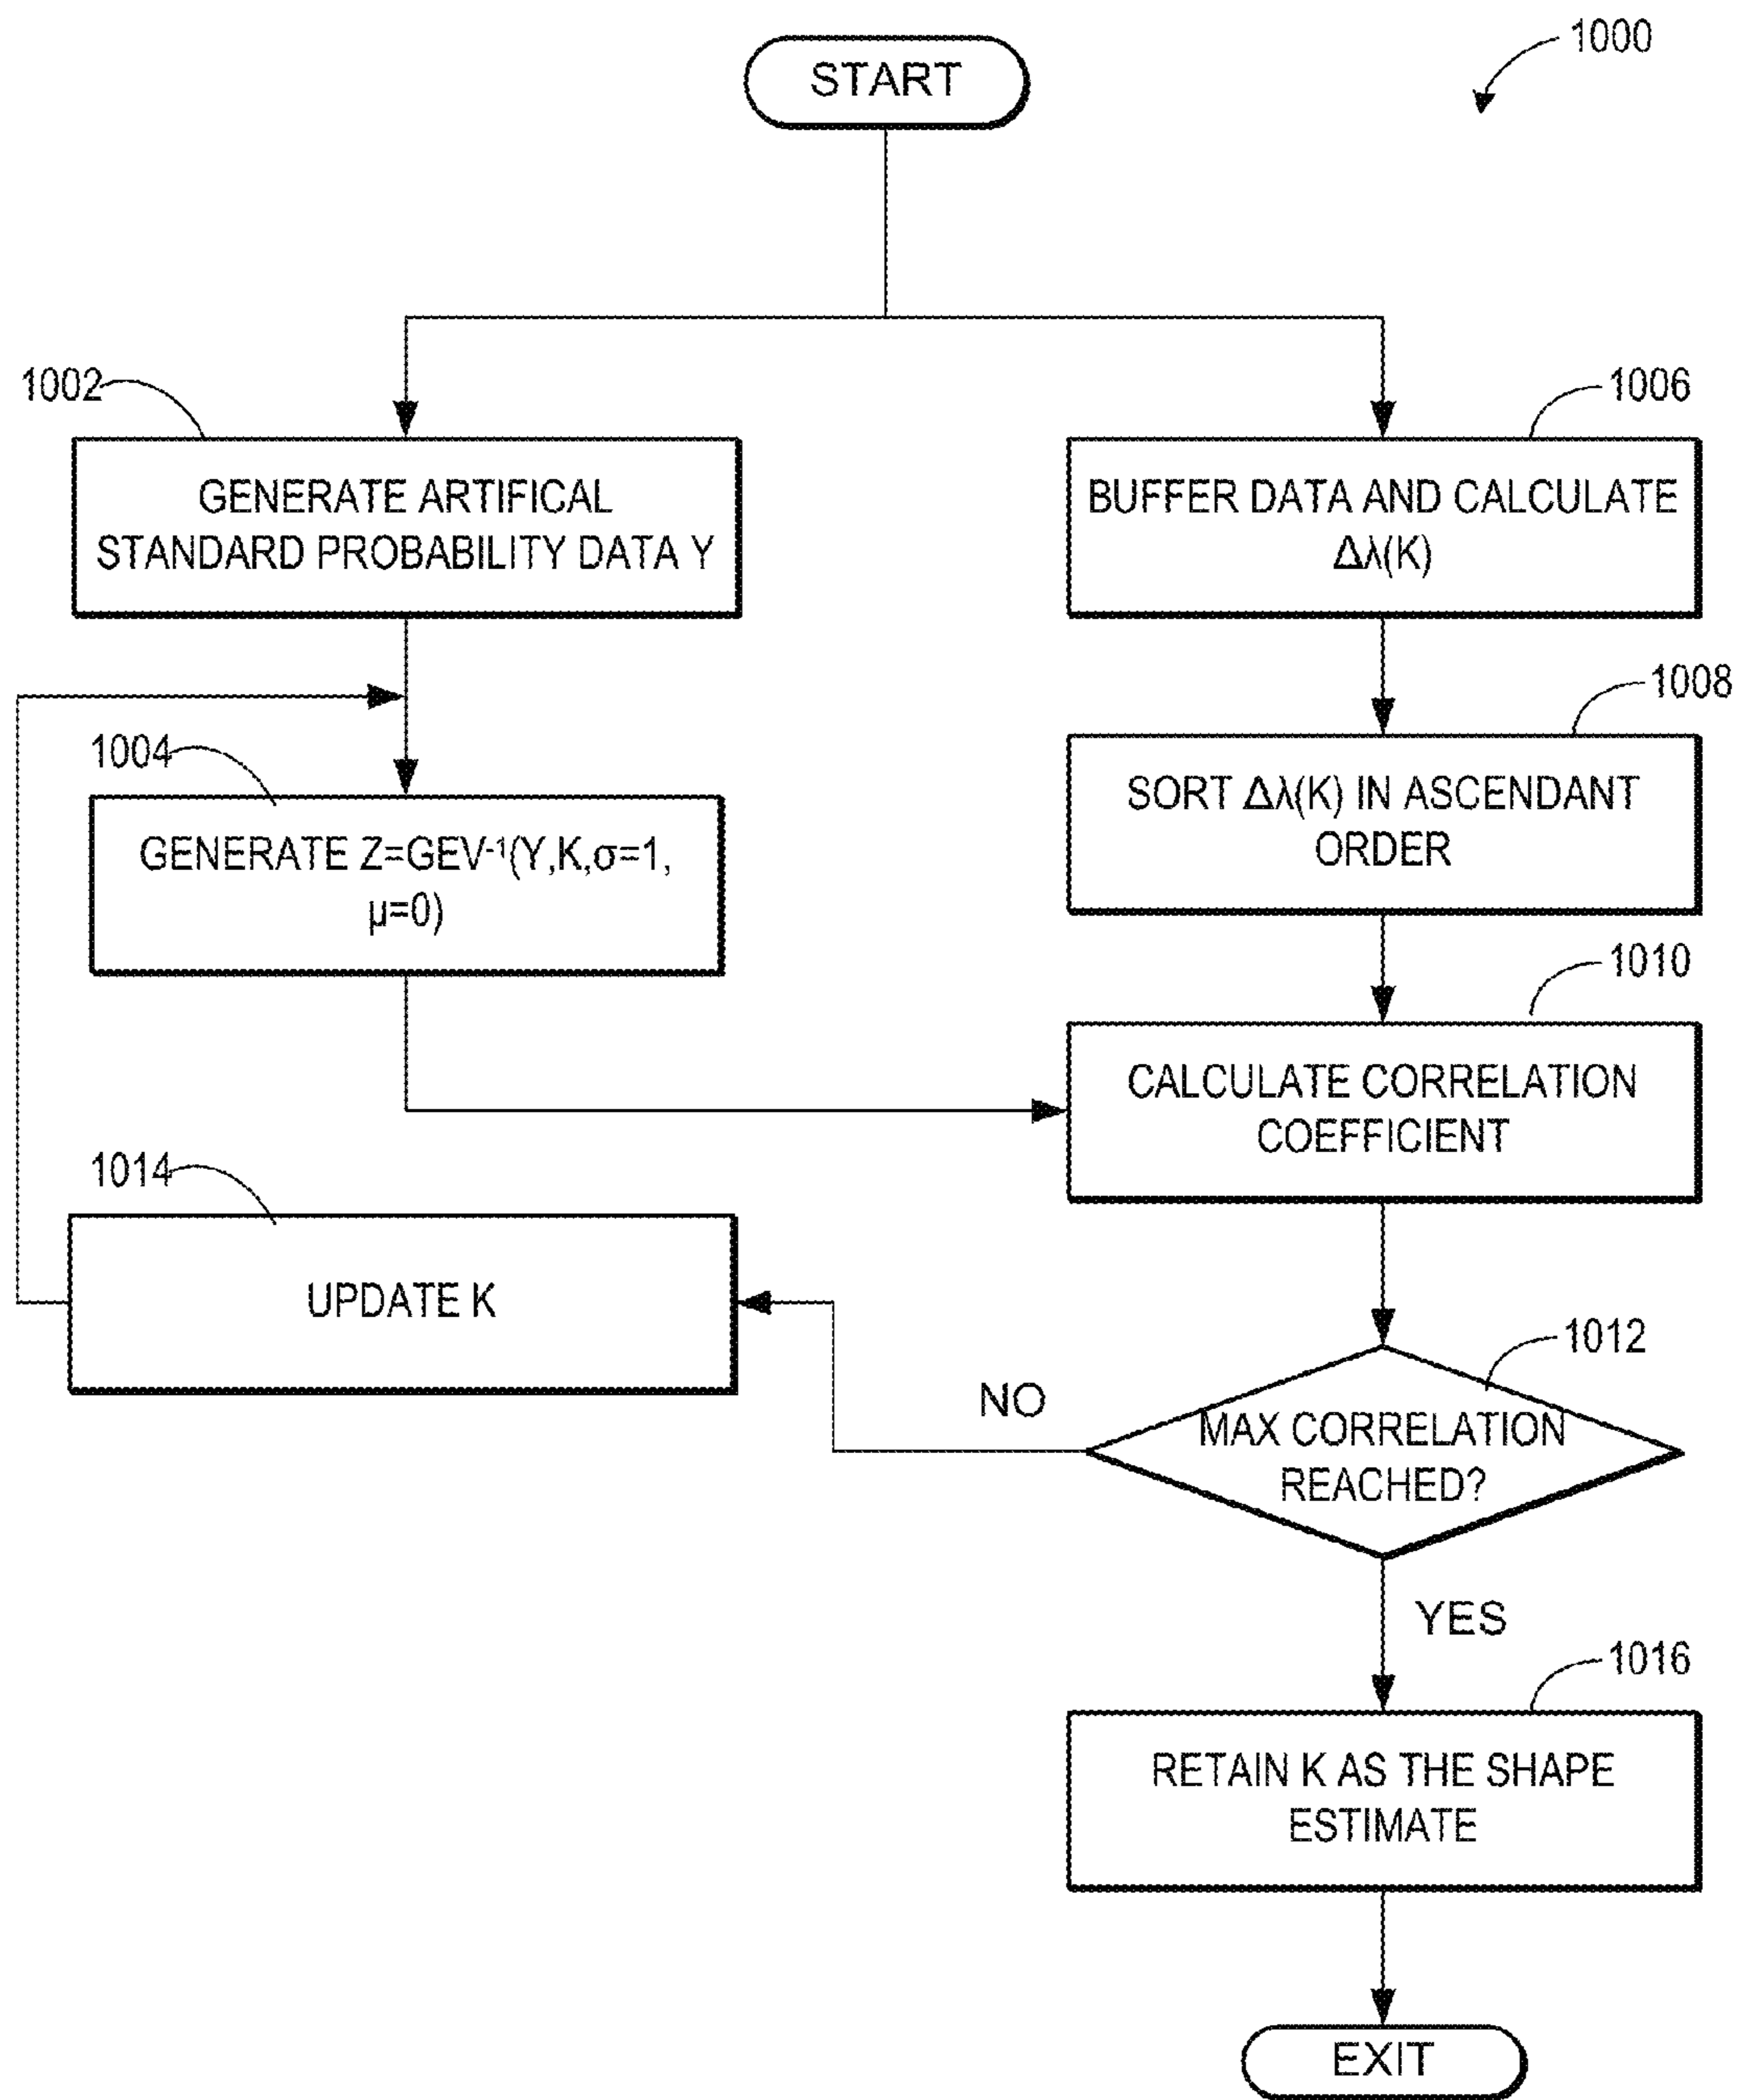 1000
START
1002
GENERATE ARTIFICAL
STANDARD PROBABILITY DATA Y
1006
BUFFER DATA AND CALCULATE
Δλ(K)
1004
GENERATE Z=GEV⁻¹(Y,K,σ=1,
μ=0)
1008
SORT Δλ(K) IN ASCENDANT
ORDER
1010
CALCULATE CORRELATION
COEFFICIENT
1014
UPDATE K
1012
MAX CORRELATION
REACHED?
NO
YES
1016
RETAIN K AS THE SHAPE
ESTIMATE
EXIT